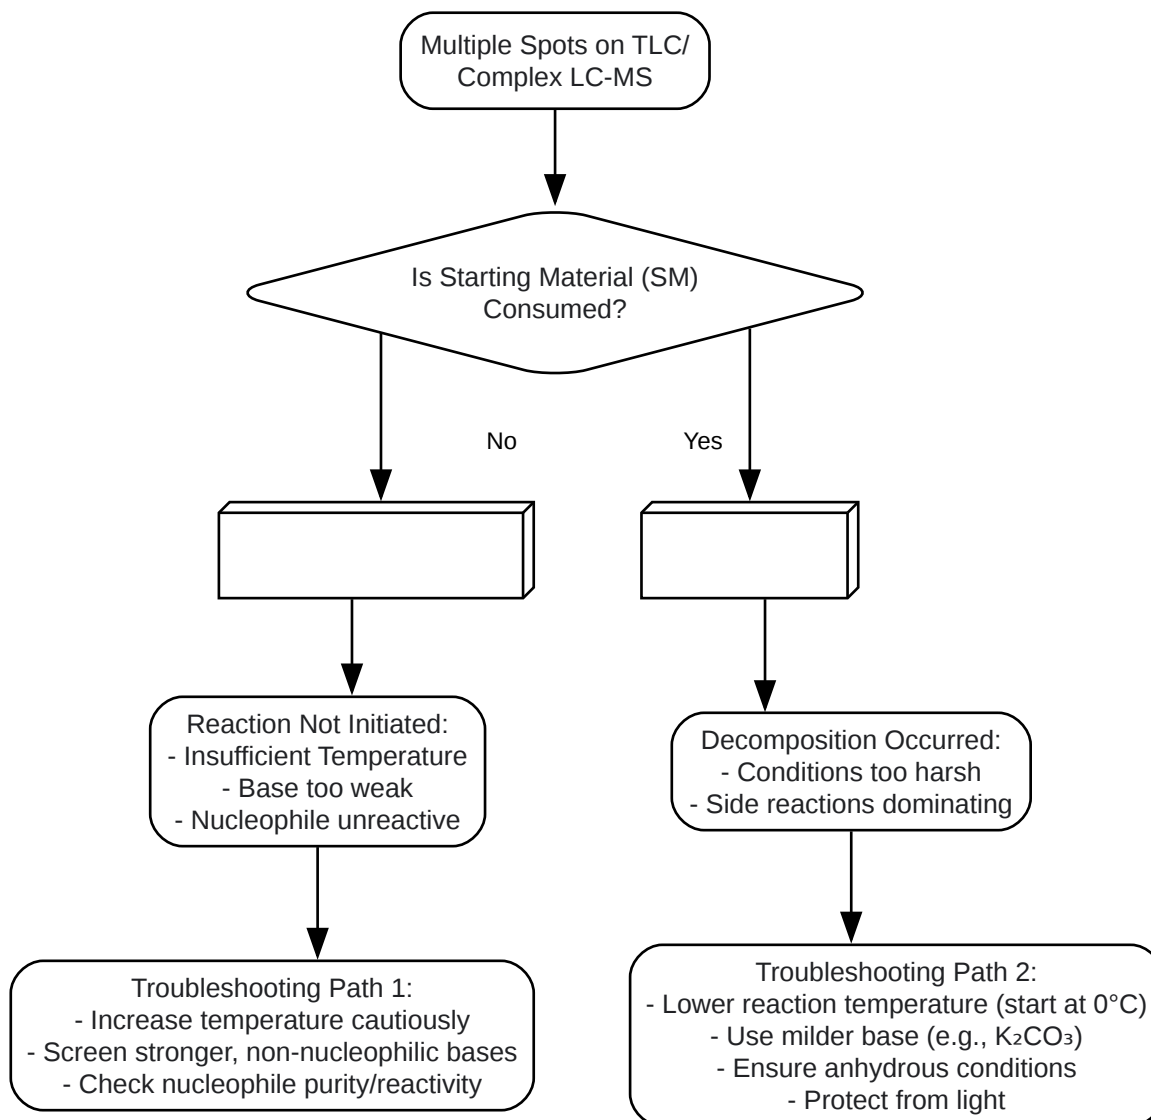 Multiple Spots on TLC/
Complex LC-MS
Is Starting Material (SM)
Consumed?
No
Yes
Reaction Not Initiated:
- Insufficient Temperature
- Base too weak
- Nucleophile unreactive
Decomposition Occurred:
- Conditions too harsh
- Side reactions dominating
Troubleshooting Path 1:
- Increase temperature cautiously
- Screen stronger, non-nucleophilic bases
- Check nucleophile purity/reactivity
Troubleshooting Path 2:
- Lower reaction temperature (start at 0°C)
- Use milder base (e.g., K₂CO₃)
- Ensure anhydrous conditions
- Protect from light